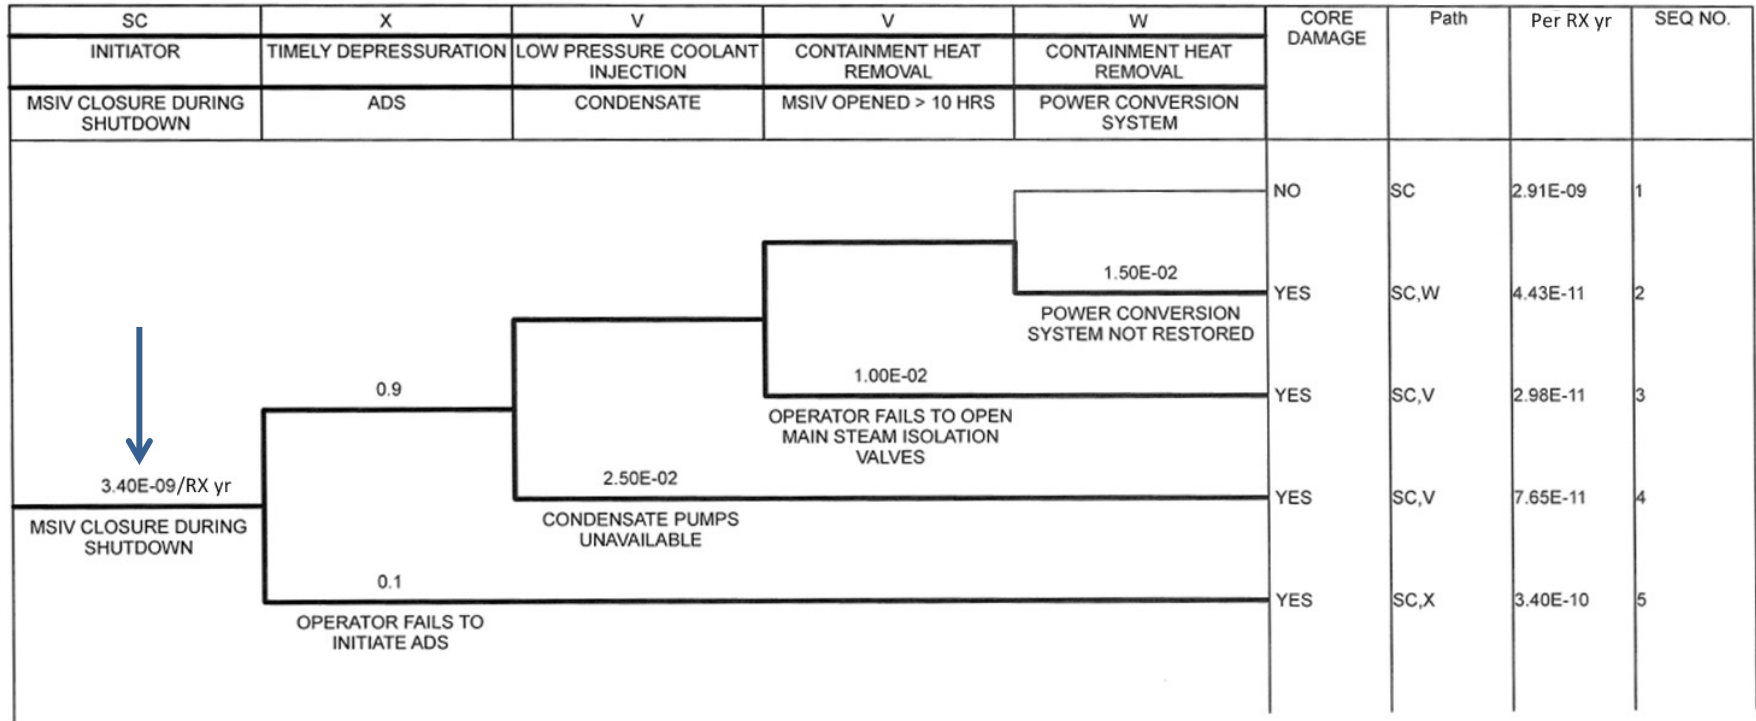 SC
X
V
V
W
CORE
DAMAGE
Path
Per RX yr
SEQ NO.
INITIATOR
TIMELY DEPRESSURATION
LOW PRESSURE COOLANT
INJECTION
CONTAINMENT HEAT
REMOVAL
CONTAINMENT HEAT
REMOVAL
MSIV CLOSURE DURING
SHUTDOWN
ADS
CONDENSATE
MSIV OPENED > 10 HRS
POWER CONVERSION
SYSTEM
NO
SC
2.91E-09
1
1.50E-02
YES
SC,W
4.43E-11
2
POWER CONVERSION
SYSTEM NOT RESTORED
1.00E-02
YES
SC,V
2.98E-11
3
OPERATOR FAILS TO OPEN
MAIN STEAM ISOLATION
VALVES
0.9
3.40E-09/RX yr
MSIV CLOSURE DURING
SHUTDOWN
2.50E-02
YES
SC,V
7.65E-11
4
CONDENSATE PUMPS
UNAVAILABLE
0.1
YES
SC,X
3.40E-10
5
OPERATOR FAILS TO
INITIATE ADS